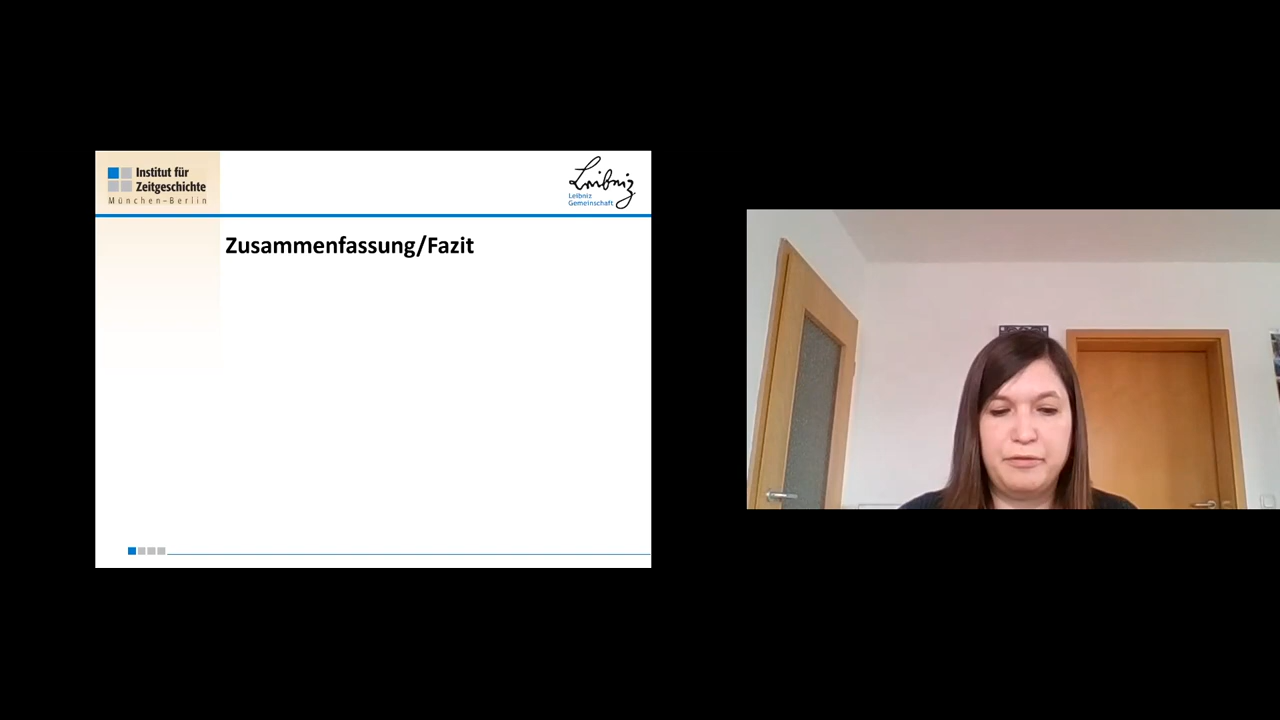 Institut für
Zeitgeschichte
München-Berlin
Leibniz
Leibniz
Gemeinschaft
Zusammenfassung/Fazit